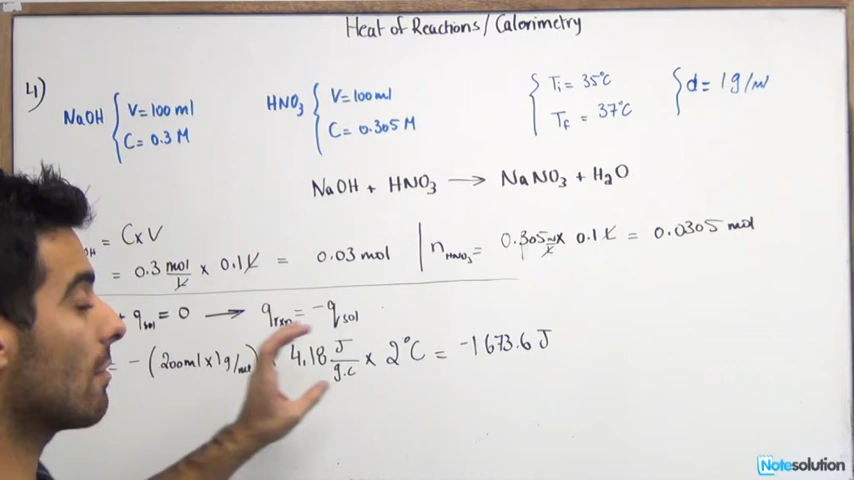 Heat of Reactions/Calorimetry
4)
NaOH { V=100 ml
C= 0.3 M
HNO3 { V=100 ml
C= 0.305 M
{ Ti = 35°C
Tf = 37°C
{ d= 1g/ml
NaOH + HNO3 → NaNO3 + H2O
= C×V
= 0.3 mol/L × 0.1 L = 0.03 mol
nHNO3 = 0.305 M × 0.1 L = 0.0305 mol
+ qsol = 0 → qrxn = -qsol
= -(200ml×1g/ml) 4.18 J/g.c × 2°C = -1673.6 J
Notesolution